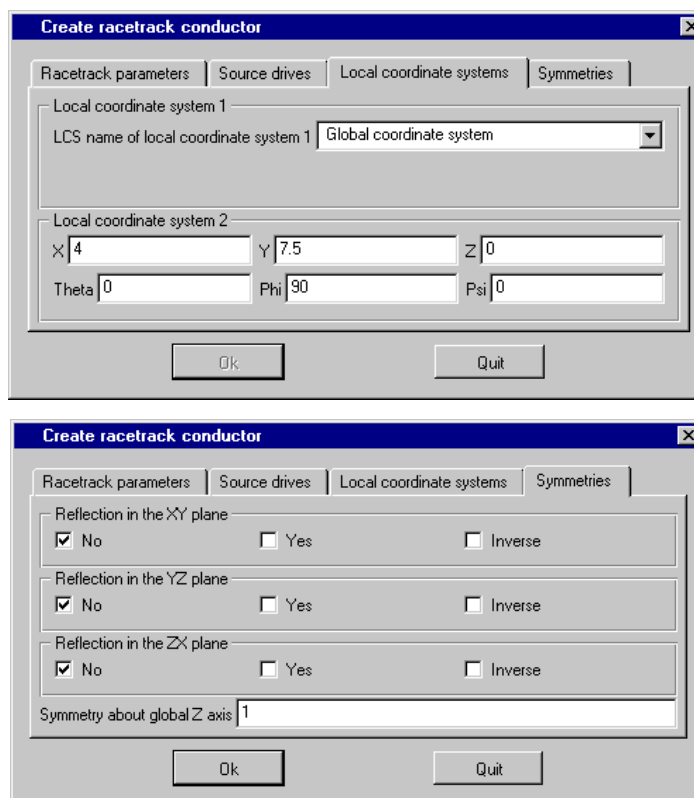 Create racetrack conductor
Racetrack parameters Source drives Local coordinate systems Symmetries
Local coordinate system 1
LCS name of local coordinate system 1 Global coordinate system
Local coordinate system 2
X 4 Y 7.5 Z 0
Theta 0 Phi 90 Psi 0
Ok Quit
Create racetrack conductor
Racetrack parameters Source drives Local coordinate systems Symmetries
Reflection in the XY plane
No Yes Inverse
Reflection in the YZ plane
No Yes Inverse
Reflection in the ZX plane
No Yes Inverse
Symmetry about global Z axis 1
Ok Quit